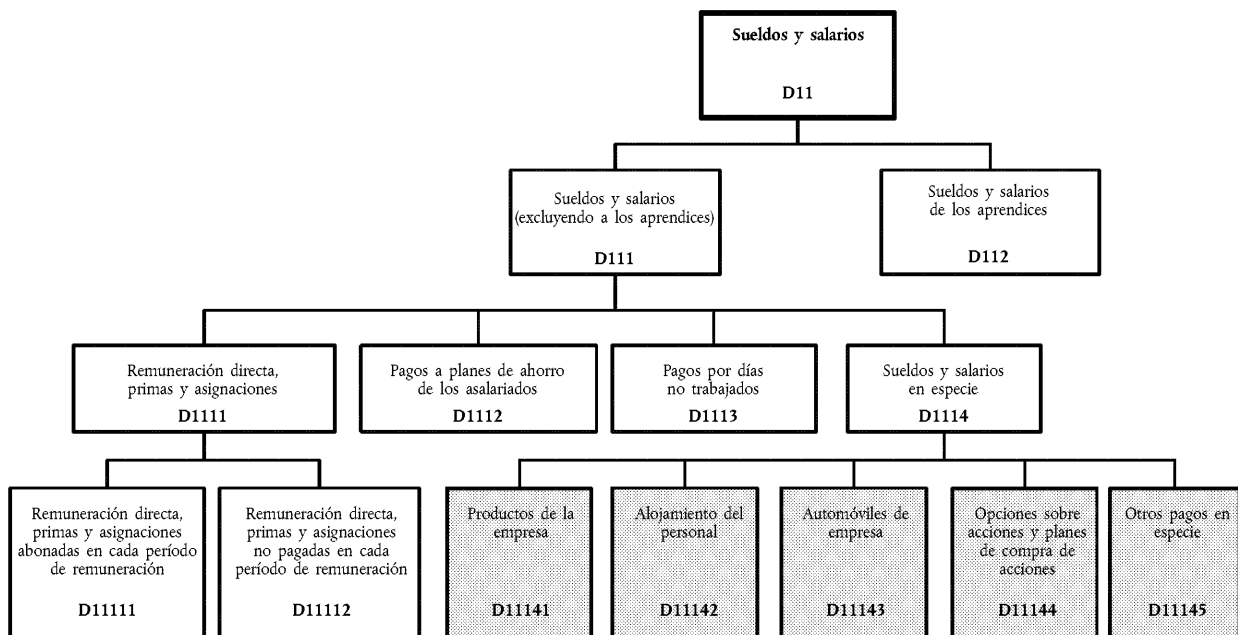 Sueldos y salarios
D11
Sueldos y salarios
(excluyendo a los aprendices)
D111
Sueldos y salarios
de los aprendices
D112
Remuneración directa,
primas y asignaciones
D1111
Pagos a planes de ahorro
de los asalariados
D1112
Pagos por días
no trabajados
D1113
Sueldos y salarios
en especie
D1114
Remuneración directa,
primas y asignaciones
abonadas en cada período
de remuneración
D11111
Remuneración directa,
primas y asignaciones
no pagadas en cada
período de remuneración
D11112
Productos de la
empresa
D11141
Alojamiento del
personal
D11142
Automóviles de
empresa
D11143
Opciones sobre
acciones y planes
de compra de
acciones
D11144
Otros pagos en
especie
D11145